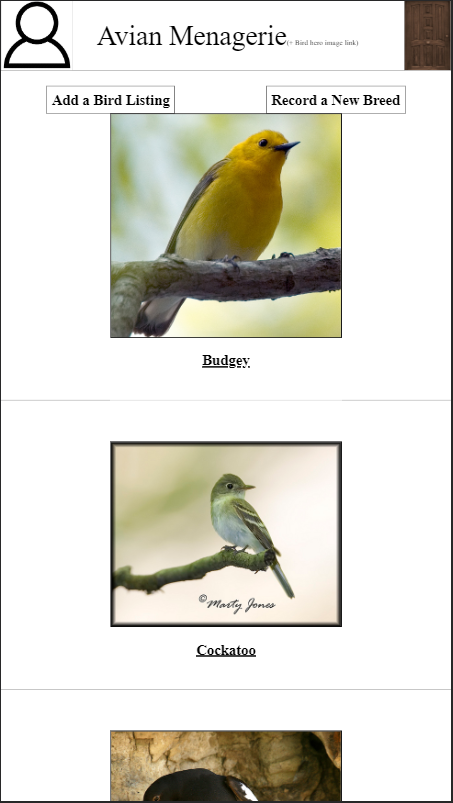 Avian Menagerie(+ Bird hero image link)
Add a Bird Listing
Record a New Breed
Budgey
©Marty Jones
Cockatoo